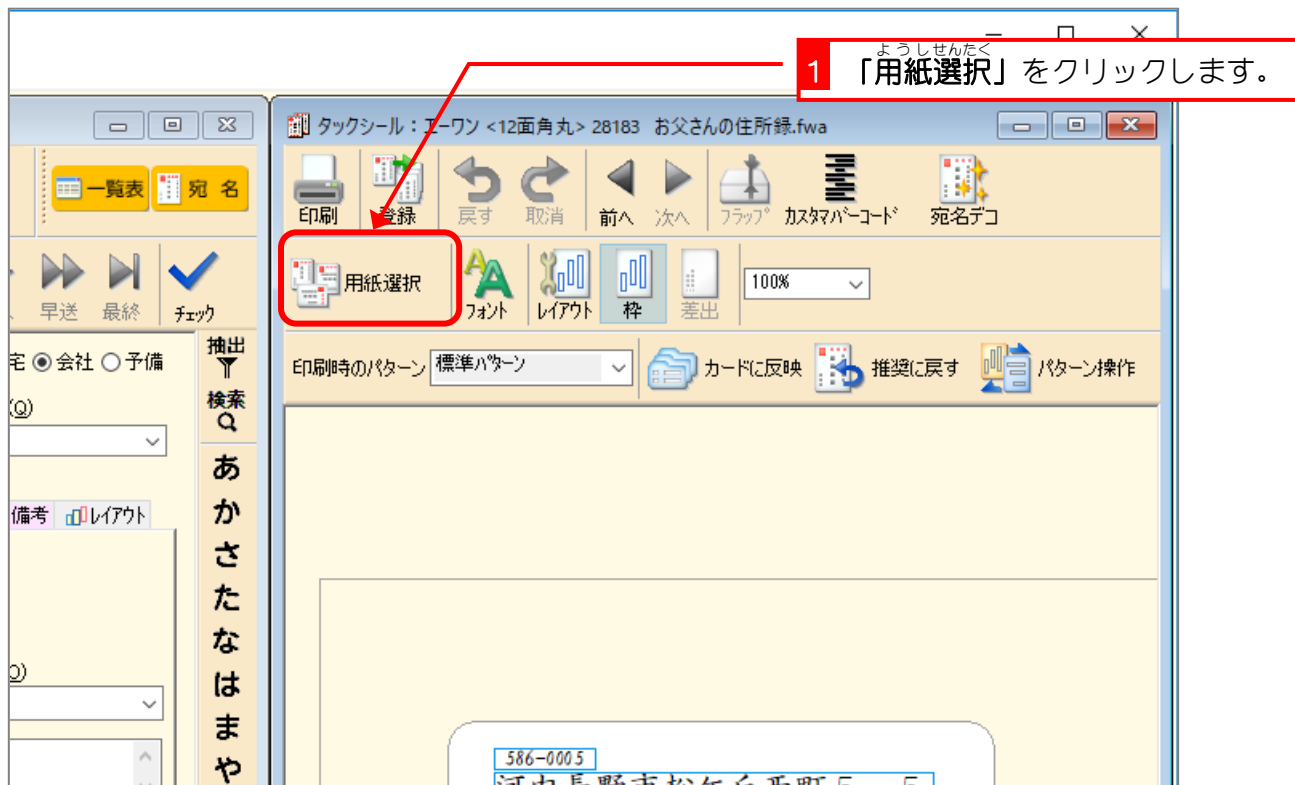 ようしせんたく
1 「用紙選択」をクリックします。
タックシール：エーワン <12面角丸> 28183 お父さんの住所録.fwa
一覧表 宛 名
印刷 登録 戻す 取消 前へ 次へ フラップ カスタマバーコード 宛名デコ
早送 最終 チェック
用紙選択 フォント レイアウト 枠 差出 100%
宅 会社 予備
抽出
印刷時のパターン 標準パターン カードに反映 推奨に戻す パターン操作
(Q)
検索
あ
備考 レイアウト
か
さ
た
な
は
ま
や
586-0005